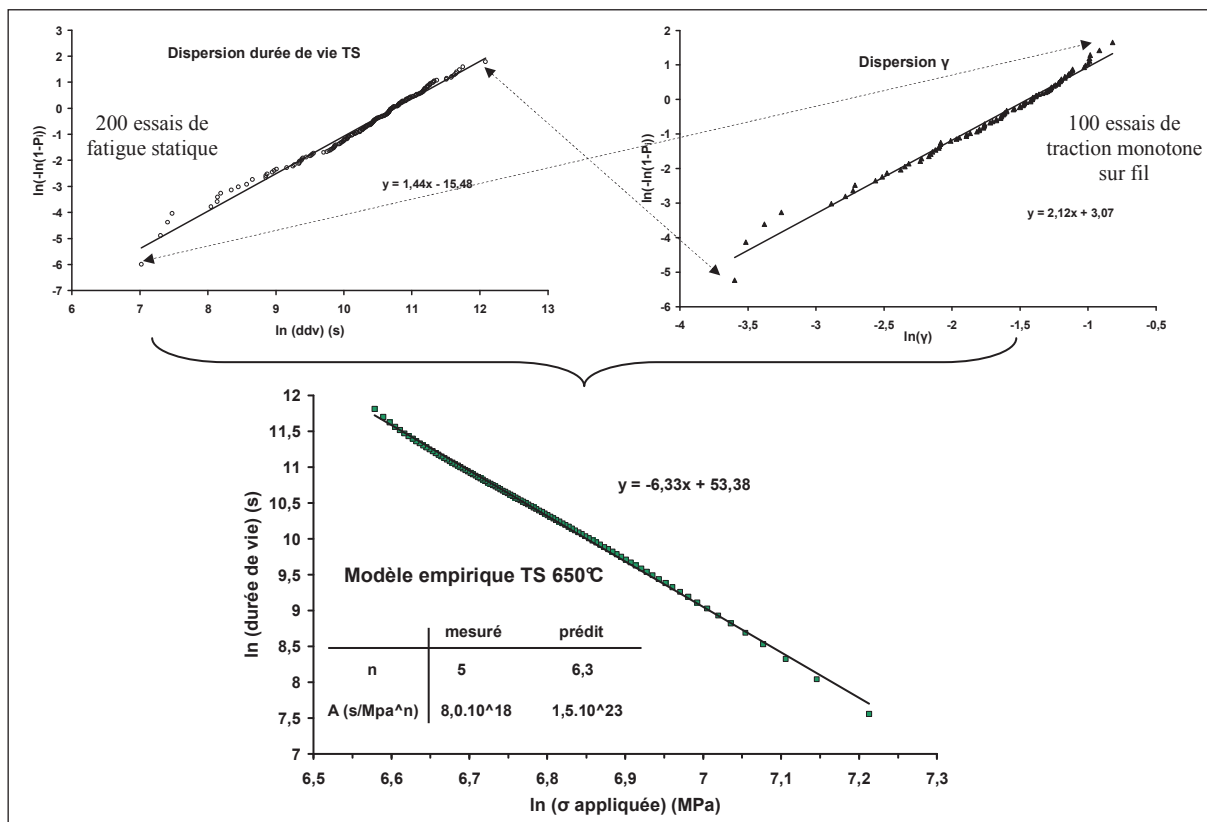 Dispersion durée de vie TS
200 essais de
fatigue statique
y = 1,44x - 15,48
ln(-ln(1-Pi))
3
2
1
0
-1
-2
-3
-4
-5
-6
-7
6
7
8
9
10
11
12
13
ln (ddv) (s)
Dispersion γ
100 essais de
traction monotone
sur fil
y = 2,12x + 3,07
ln(-ln(1-Pi))
2
1
0
-1
-2
-3
-4
-5
-6
-4
-3,5
-3
-2,5
-2
-1,5
-1
-0,5
ln(γ)
12
11,5
11
10,5
10
9,5
9
8,5
8
7,5
7
ln (durée de vie) (s)
y = -6,33x + 53,38
Modèle empirique TS 650°C
mesuré prédit
n 5 6,3
A (s/Mpa^n) 8,0.10^18 1,5.10^23
6,5
6,6
6,7
6,8
6,9
7
7,1
7,2
7,3
ln (σ appliquée) (MPa)